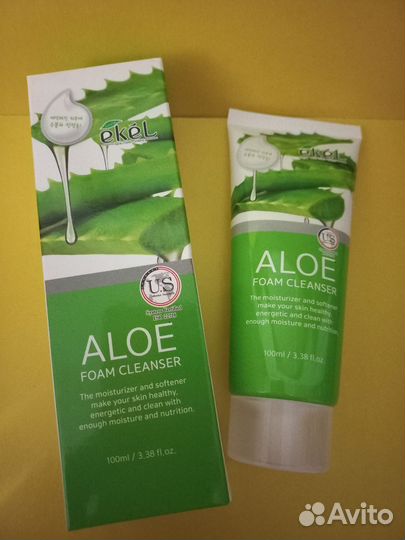 ekeL
U.S
ALOE
FOAM CLEANSER
The moisturizer and softener
make your skin healthy,
energetic and clean with
enough moisture and nutrition.
100ml / 3.38 fl.oz.
ekeL
U.S
ALOE
FOAM CLEANSER
The moisturizer and softener
make your skin healthy,
energetic and clean with
enough moisture and nutrition.
100ml / 3.38 fl.oz.
Avito